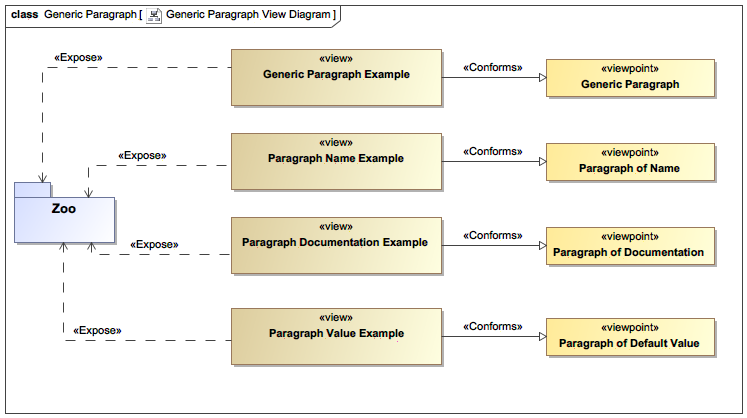 class Generic Paragraph [ Generic Paragraph View Diagram ]
«Expose»
«view»
Generic Paragraph Example
«Conforms»
«viewpoint»
Generic Paragraph
«Expose»
«view»
Paragraph Name Example
«Conforms»
«viewpoint»
Paragraph of Name
Zoo
«Expose»
«view»
Paragraph Documentation Example
«Conforms»
«viewpoint»
Paragraph of Documentation
«Expose»
«view»
Paragraph Value Example
«Conforms»
«viewpoint»
Paragraph of Default Value